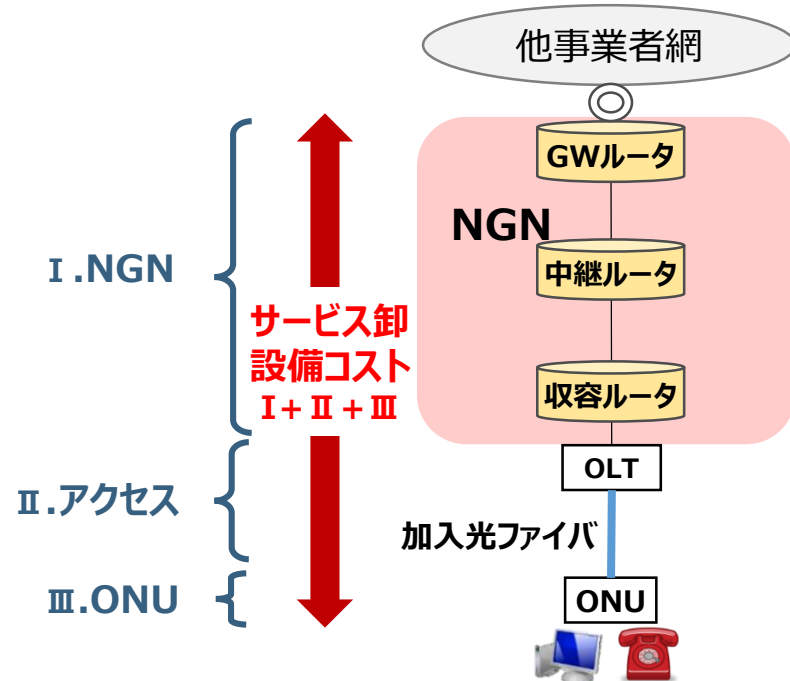 他事業者網
GWルータ
NGN
中継ルータ
収容ルータ
OLT
加入光ファイバ
ONU
Ⅰ.NGN
Ⅱ.アクセス
Ⅲ.ONU
サービス卸
設備コスト
Ⅰ+Ⅱ+Ⅲ